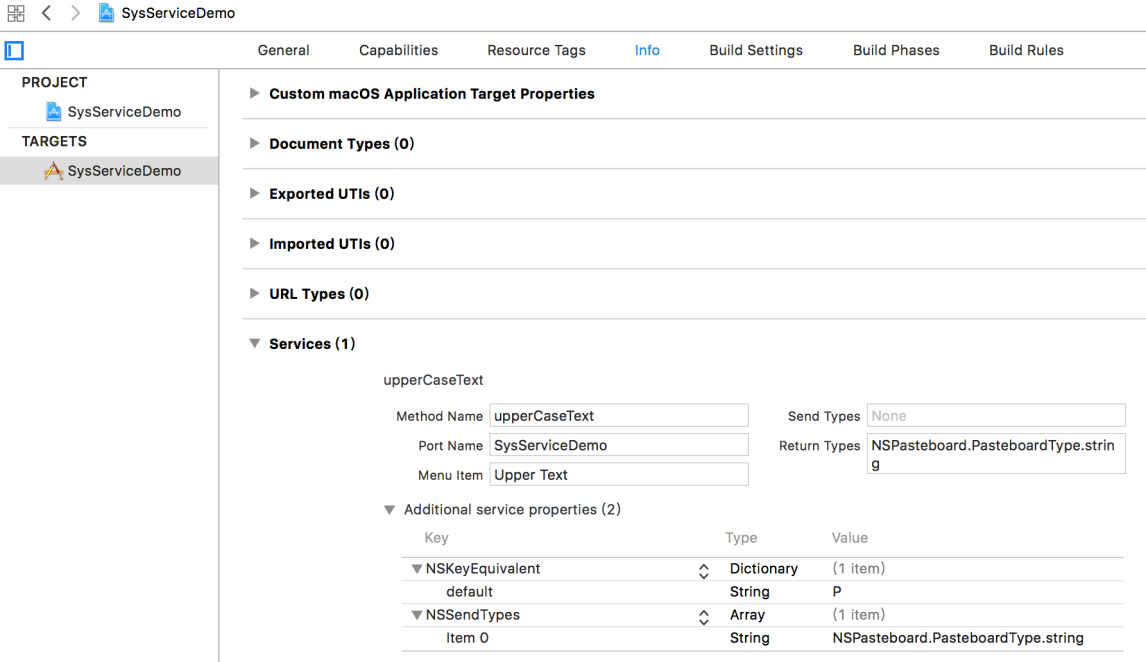 SysServiceDemo
General Capabilities Resource Tags Info Build Settings Build Phases Build Rules
PROJECT
SysServiceDemo
TARGETS
SysServiceDemo
Custom macOS Application Target Properties
Document Types (0)
Exported UTIs (0)
Imported UTIs (0)
URL Types (0)
Services (1)
upperCaseText
Method Name upperCaseText Send Types None
Port Name SysServiceDemo Return Types NSPasteboard.PasteboardType.strin
g
Menu Item Upper Text
Additional service properties (2)
Key Type Value
NSKeyEquivalent Dictionary (1 item)
default String P
NSSendTypes Array (1 item)
Item 0 String NSPasteboard.PasteboardType.string